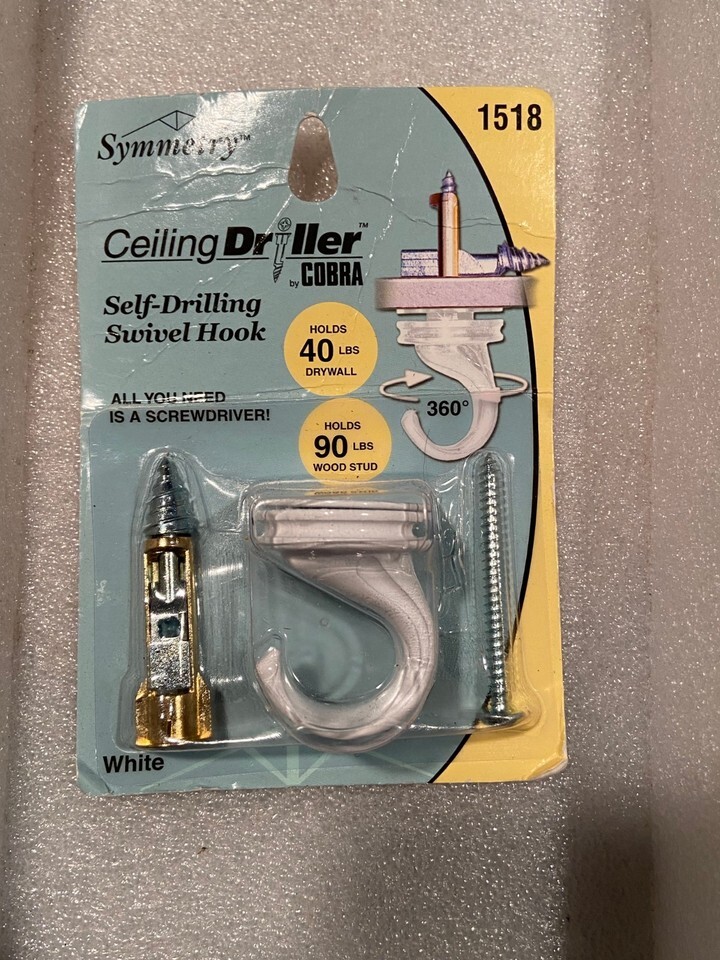 Symmetry™
1518
Ceiling Driller™
by COBRA
Self-Drilling
Swivel Hook
HOLDS
40 LBS
DRYWALL
ALL YOU NEED
IS A SCREWDRIVER!
360°
HOLDS
90 LBS
WOOD STUD
White